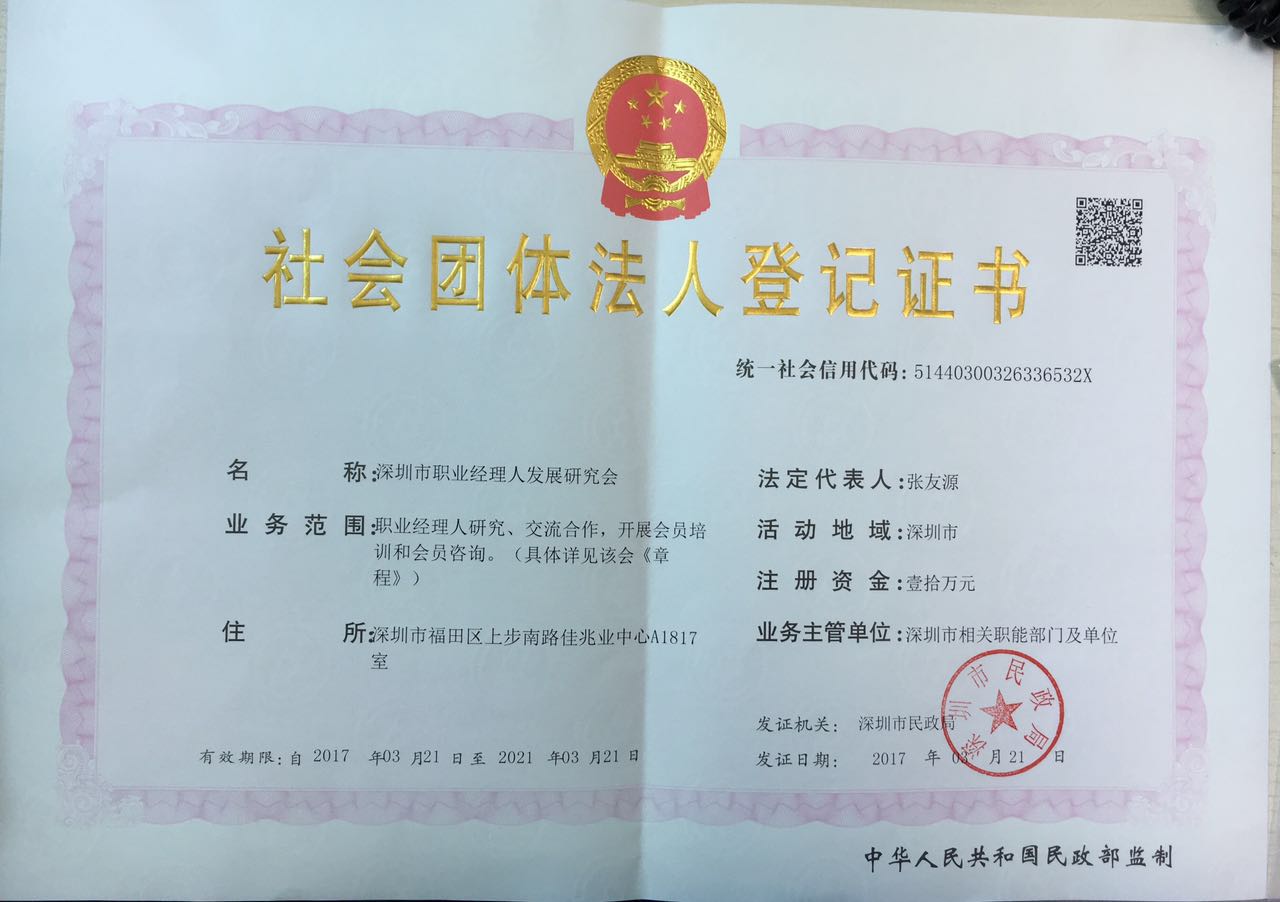 社会团体法人登记证书
统一社会信用代码：51440300326336532X
名称：深圳市职业经理人发展研究会
业务范围：职业经理人研究、交流合作，开展会员培
训和会员咨询。（具体详见该会《章
程》）
住所：深圳市福田区上步南路佳兆业中心A1817
室
有效期限：自 2017 年03 月21 日至 2021 年03 月21 日
法定代表人：张友源
活动地域：深圳市
注册资金：壹拾万元
业务主管单位：深圳市相关职能部门及单位
发证机关：深圳市民政局
发证日期：2017 年 03 月 21 日
深圳市民政局
中华人民共和国民政部监制